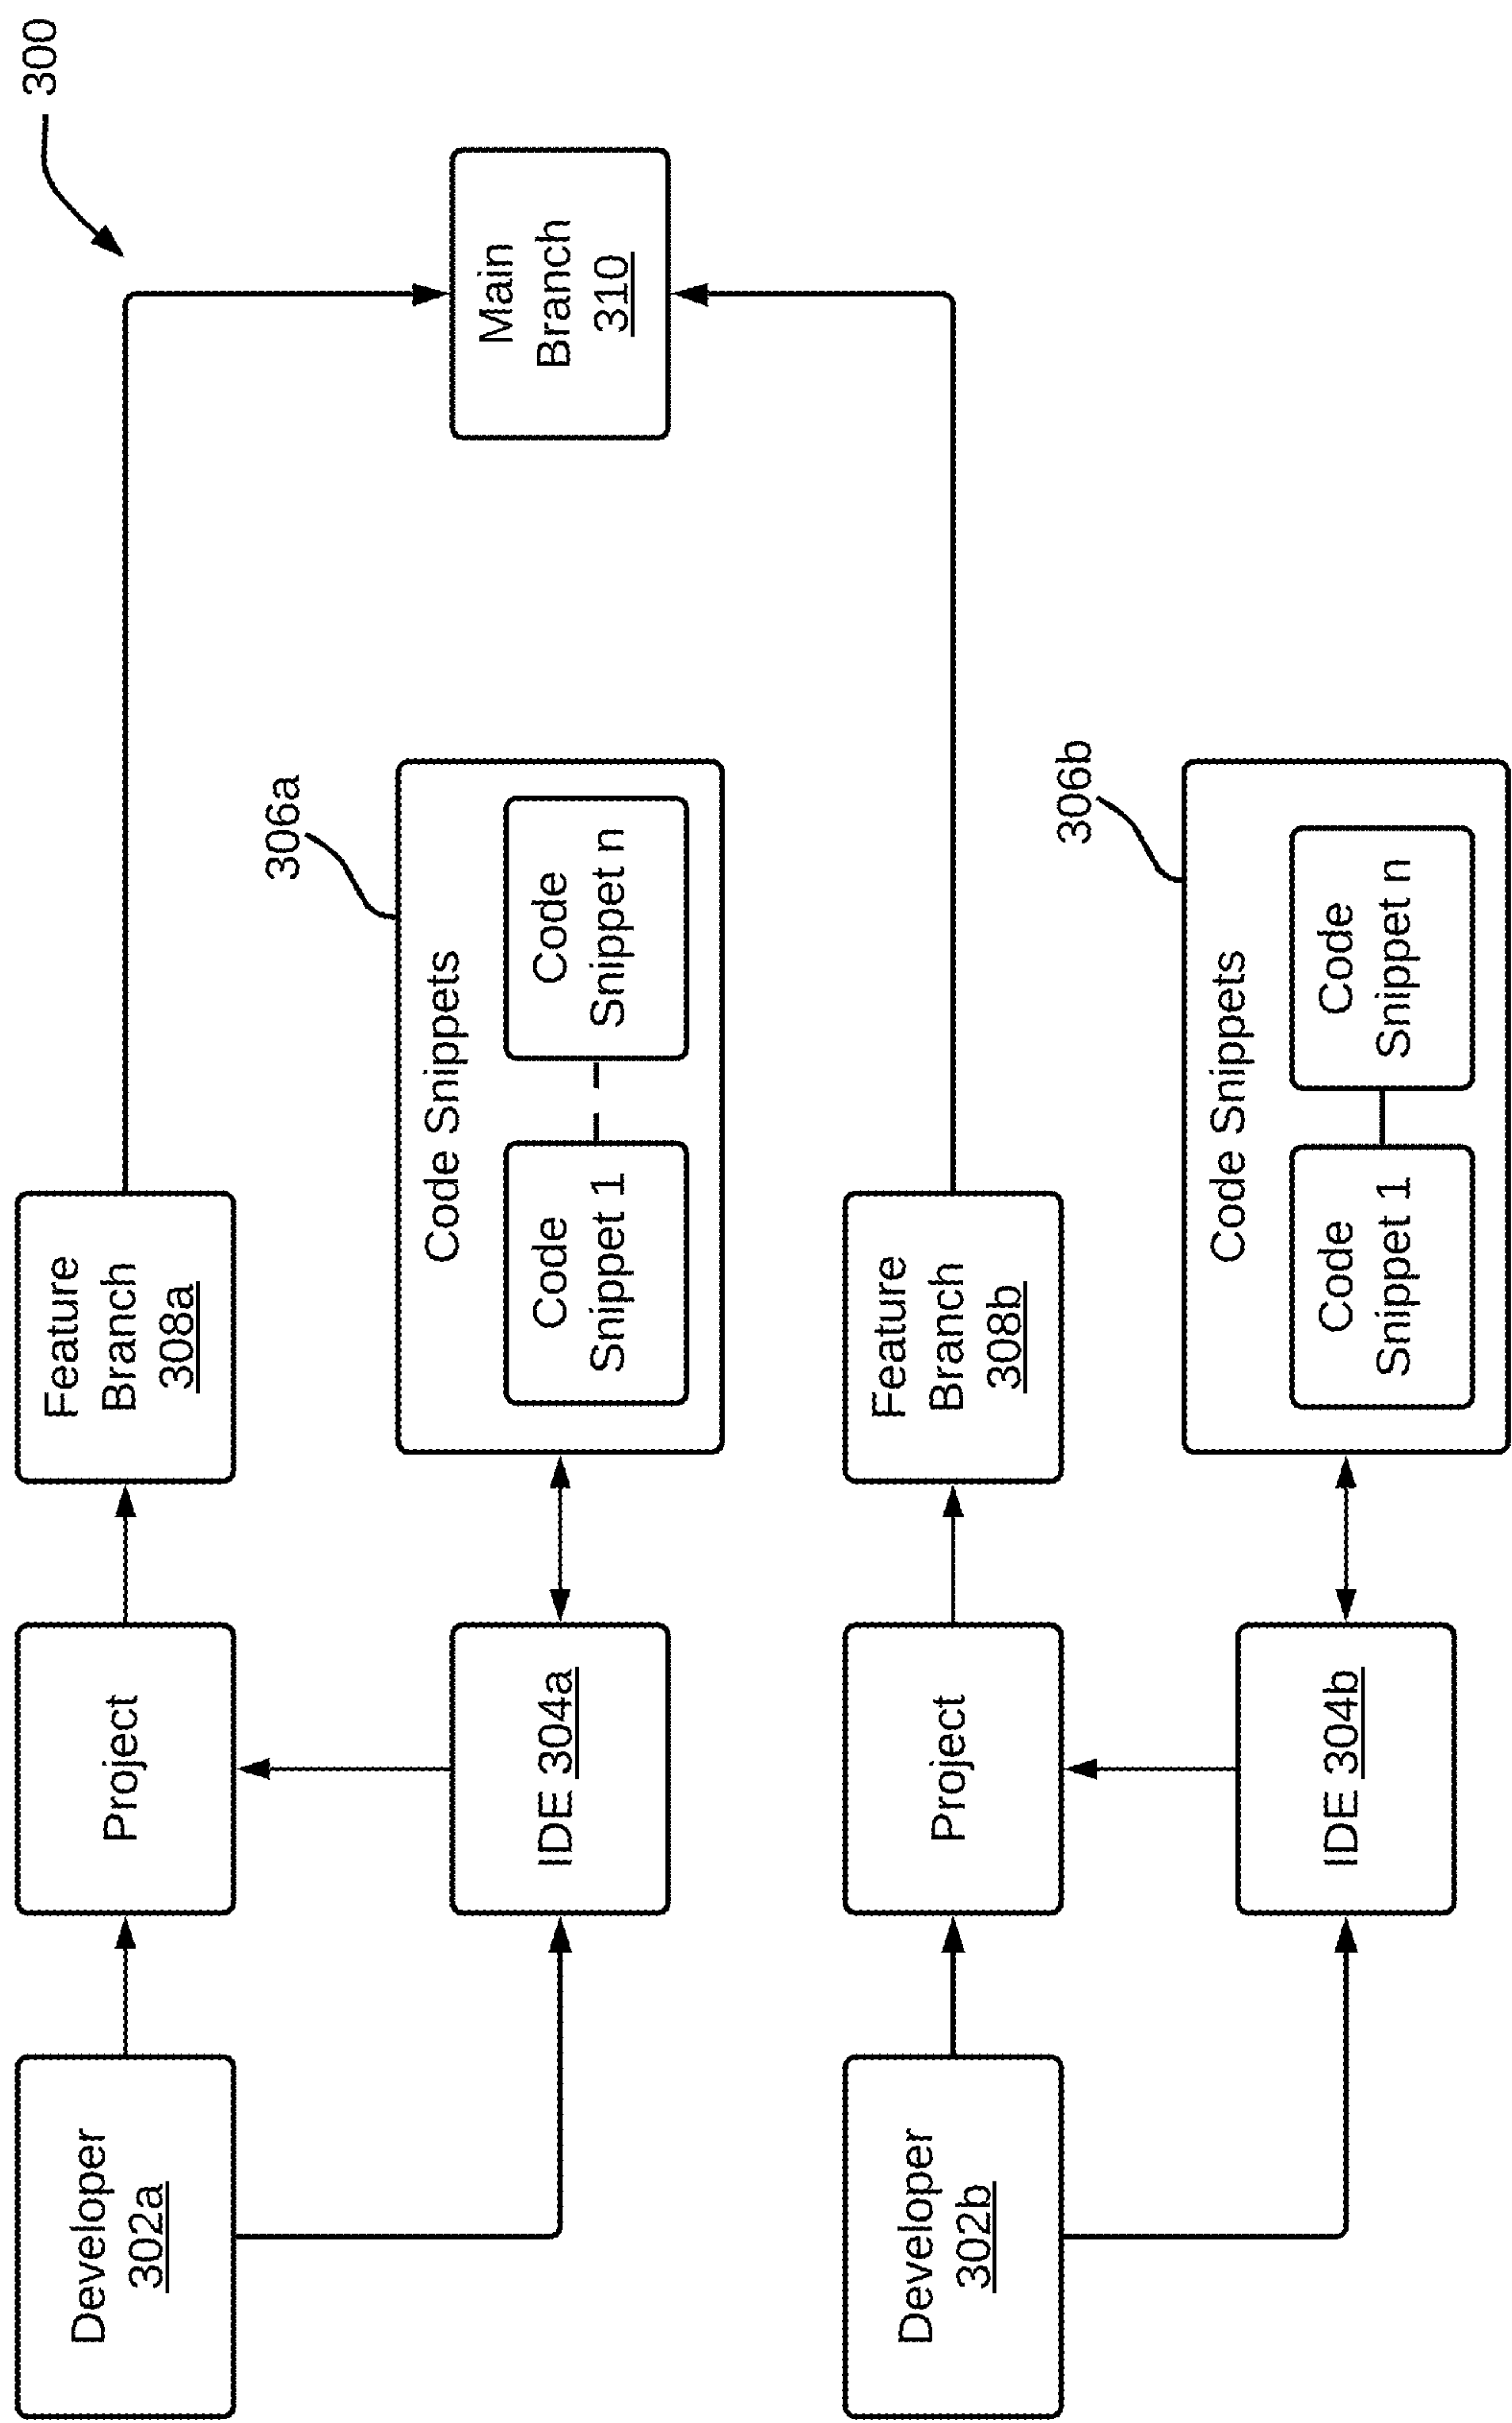 300
Developer
302a
Project
Feature
Branch
308a
306a
IDE 304a
Code Snippets
Code
Snippet 1
Code
Snippet n
Main
Branch
310
Developer
302b
Project
Feature
Branch
308b
306b
IDE 304b
Code Snippets
Code
Snippet 1
Code
Snippet n